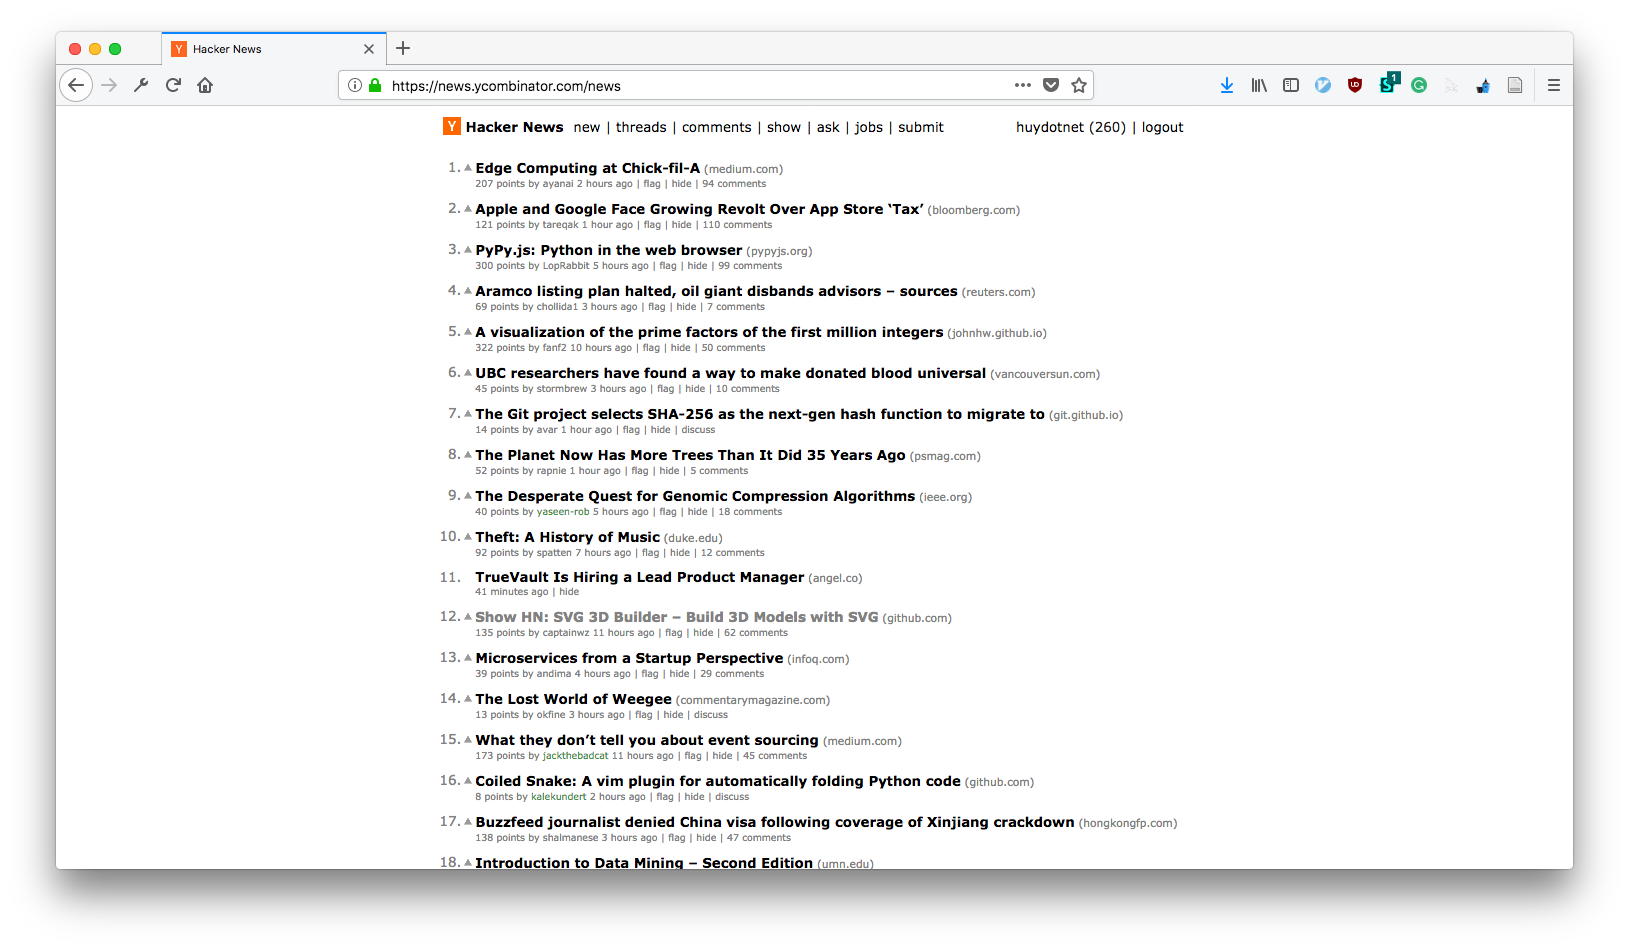 Y Hacker News
https://news.ycombinator.com/news
1
Y Hacker News new | threads | comments | show | ask | jobs | submit huydotnet (260) | logout
1. Edge Computing at Chick-fil-A (medium.com)
207 points by ayanai 2 hours ago | flag | hide | 94 comments
2. Apple and Google Face Growing Revolt Over App Store ‘Tax’ (bloomberg.com)
121 points by tareqak 1 hour ago | flag | hide | 110 comments
3. PyPy.js: Python in the web browser (pypyjs.org)
300 points by LopRabbit 5 hours ago | flag | hide | 99 comments
4. Aramco listing plan halted, oil giant disbands advisors – sources (reuters.com)
69 points by chollida1 3 hours ago | flag | hide | 7 comments
5. A visualization of the prime factors of the first million integers (johnhw.github.io)
322 points by fanf2 10 hours ago | flag | hide | 50 comments
6. UBC researchers have found a way to make donated blood universal (vancouversun.com)
45 points by stormbrew 3 hours ago | flag | hide | 10 comments
7. The Git project selects SHA-256 as the next-gen hash function to migrate to (git.github.io)
14 points by avar 1 hour ago | flag | hide | discuss
8. The Planet Now Has More Trees Than It Did 35 Years Ago (psmag.com)
52 points by rapnie 1 hour ago | flag | hide | 5 comments
9. The Desperate Quest for Genomic Compression Algorithms (ieee.org)
40 points by yaseen-rob 5 hours ago | flag | hide | 18 comments
10. Theft: A History of Music (duke.edu)
92 points by spatten 7 hours ago | flag | hide | 12 comments
11. TrueVault Is Hiring a Lead Product Manager (angel.co)
41 minutes ago | hide
12. Show HN: SVG 3D Builder – Build 3D Models with SVG (github.com)
135 points by captainwz 11 hours ago | flag | hide | 62 comments
13. Microservices from a Startup Perspective (infoq.com)
39 points by andima 4 hours ago | flag | hide | 29 comments
14. The Lost World of Weegee (commentarymagazine.com)
13 points by okfine 3 hours ago | flag | hide | discuss
15. What they don’t tell you about event sourcing (medium.com)
173 points by jackthebadcat 11 hours ago | flag | hide | 45 comments
16. Coiled Snake: A vim plugin for automatically folding Python code (github.com)
8 points by kalekundert 2 hours ago | flag | hide | discuss
17. Buzzfeed journalist denied China visa following coverage of Xinjiang crackdown (hongkongfp.com)
138 points by shalmanese 3 hours ago | flag | hide | 47 comments
18. Introduction to Data Mining – Second Edition (umn.edu)